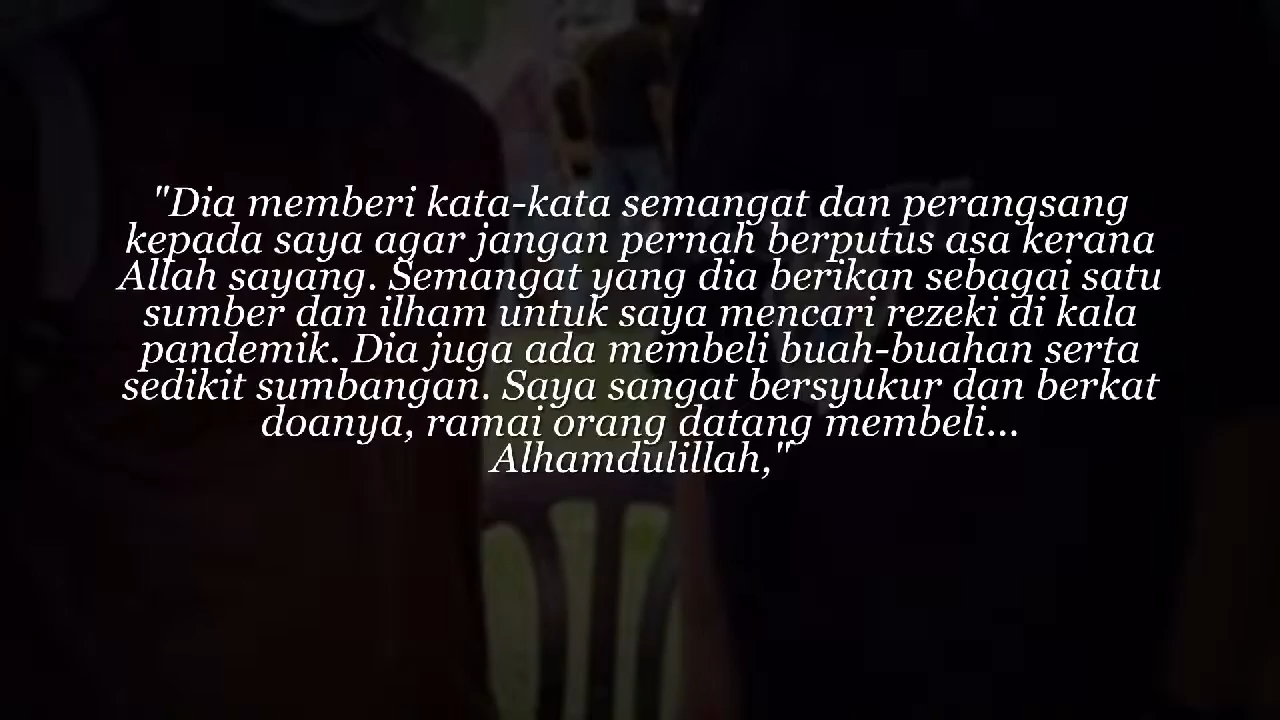 "Dia memberi kata-kata semangat dan perangsang
kepada saya agar jangan pernah berputus asa kerana
Allah sayang. Semangat yang dia berikan sebagai satu
sumber dan ilham untuk saya mencari rezeki di kala
pandemik. Dia juga ada membeli buah-buahan serta
sedikit sumbangan. Saya sangat bersyukur dan berkat
doanya, ramai orang datang membeli...
Alhamdulillah,"